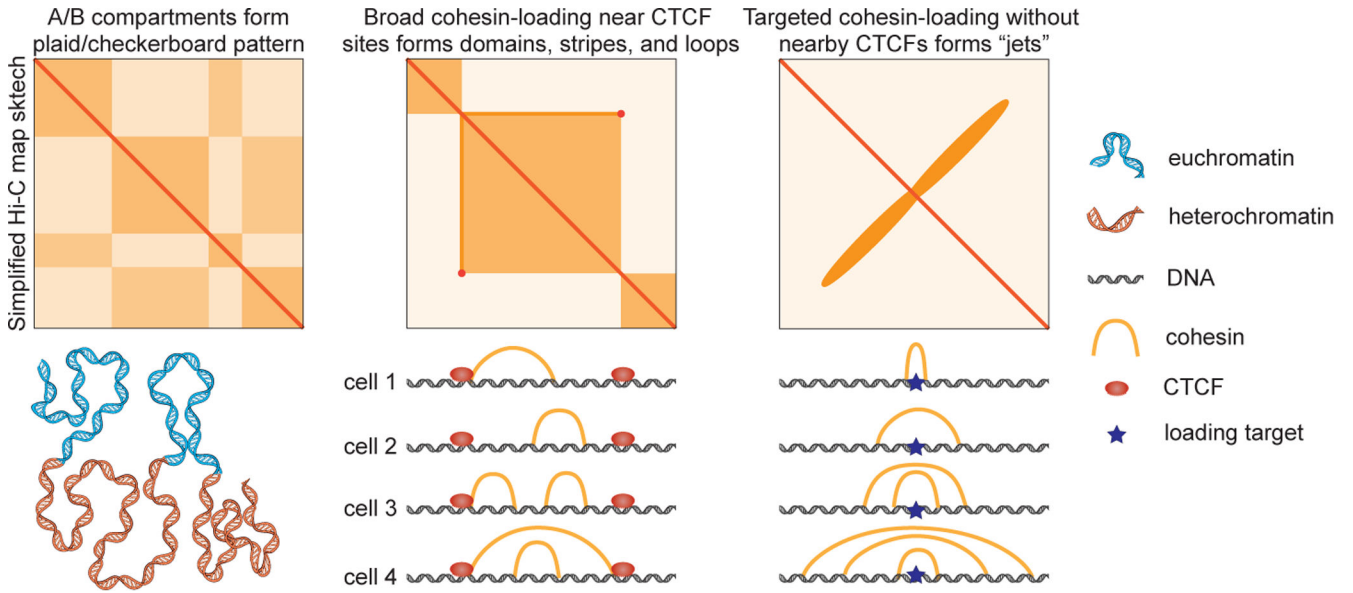 A/B compartments form
plaid/checkerboard pattern
Broad cohesin-loading near CTCF
sites forms domains, stripes, and loops
Targeted cohesin-loading without
nearby CTCFs forms “jets”
Simplified Hi-C map sktech
euchromatin
heterochromatin
DNA
cohesin
CTCF
loading target
cell 1
cell 2
cell 3
cell 4